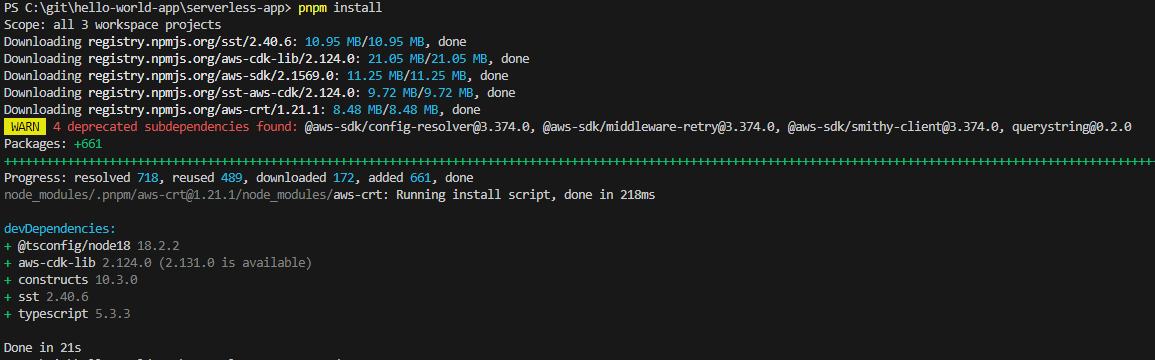 PS C:\git\hello-world-app\serverless-app> pnpm install
Scope: all 3 workspace projects
Downloading registry.npmjs.org/sst/2.40.6: 10.95 MB/10.95 MB, done
Downloading registry.npmjs.org/aws-cdk-lib/2.124.0: 21.05 MB/21.05 MB, done
Downloading registry.npmjs.org/aws-sdk/2.1569.0: 11.25 MB/11.25 MB, done
Downloading registry.npmjs.org/sst-aws-cdk/2.124.0: 9.72 MB/9.72 MB, done
Downloading registry.npmjs.org/aws-crt/1.21.1: 8.48 MB/8.48 MB, done
WARN 4 deprecated subdependencies found: @aws-sdk/config-resolver@3.374.0, @aws-sdk/middleware-retry@3.374.0, @aws-sdk/smithy-client@3.374.0, querystring@0.2.0
Packages: +661
++++++++++++++++++++++++++++++++++++++++++++++++++++++++++++++++++++++++++++++++++++++++++++++++++++++++++++++++++++++++++++++++++++++++++++++++++++++++++++++++++++
Progress: resolved 718, reused 489, downloaded 172, added 661, done
node_modules/.pnpm/aws-crt@1.21.1/node_modules/aws-crt: Running install script, done in 218ms
devDependencies:
+ @tsconfig/node18 18.2.2
+ aws-cdk-lib 2.124.0 (2.131.0 is available)
+ constructs 10.3.0
+ sst 2.40.6
+ typescript 5.3.3
Done in 21s